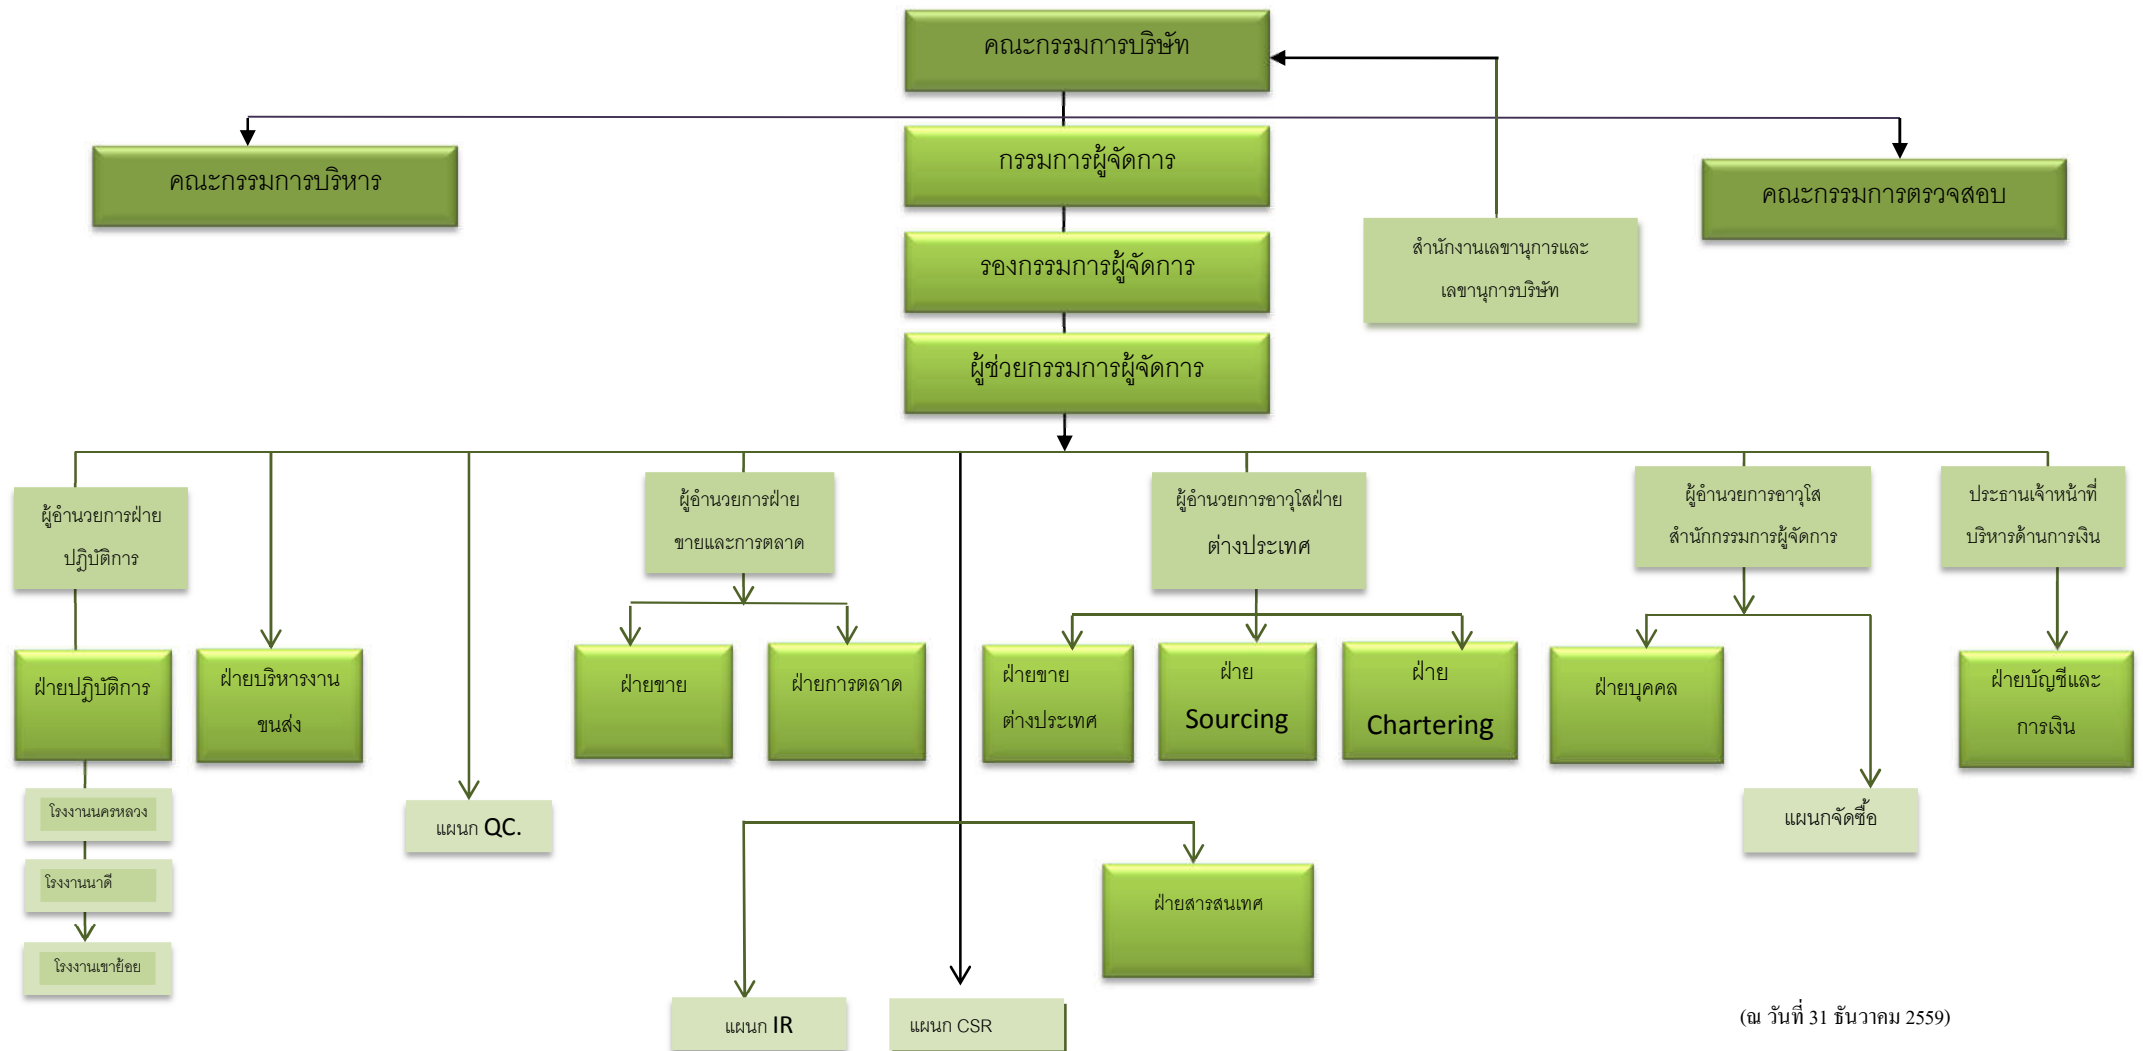 คณะกรรมการบริษัท
กรรมการผู้จัดการ
คณะกรรมการบริหาร
คณะกรรมการตรวจสอบ
สำนักงานเลขานุการและ
เลขานุการบริษัท
รองกรรมการผู้จัดการ
ผู้ช่วยกรรมการผู้จัดการ
ผู้อำนวยการฝ่าย
ปฎิบัติการ
ผู้อำนวยการฝ่าย
ขายและการตลาด
ผู้อำนวยการอาวุโสฝ่าย
ต่างประเทศ
ผู้อำนวยการอาวุโส
สำนักกรรมการผู้จัดการ
ประธานเจ้าหน้าที่
บริหารด้านการเงิน
ฝ่ายปฎิบัติการ
ฝ่ายบริหารงาน
ขนส่ง
ฝ่ายขาย
ฝ่ายการตลาด
ฝ่ายขาย
ต่างประเทศ
ฝ่าย
Sourcing
ฝ่าย
Chartering
ฝ่ายบุคคล
ฝ่ายบัญชีและ
การเงิน
โรงงานนครหลวง
แผนก QC.
แผนกจัดซื้อ
โรงงานนาดี
ฝ่ายสารสนเทศ
โรงงานเขาย้อย
แผนก IR
แผนก CSR
(ณ วันที่ 31 ธันวาคม 2559)